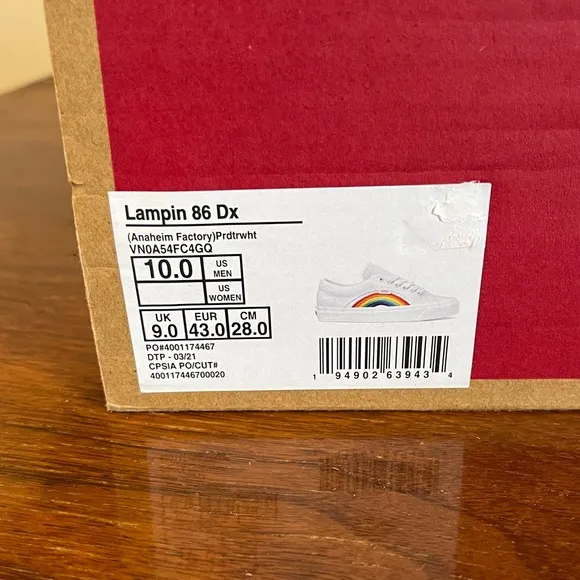 Lampin 86 Dx
(Anaheim Factory)Prdtrwht
VN0A54FC4GQ
10.0 US MEN
US WOMEN
UK EUR CM
9.0 43.0 28.0
PO#4001174467
DTP - 03/21
CPSIA PO/CUT#
400117446700020
1 94902 63943 4